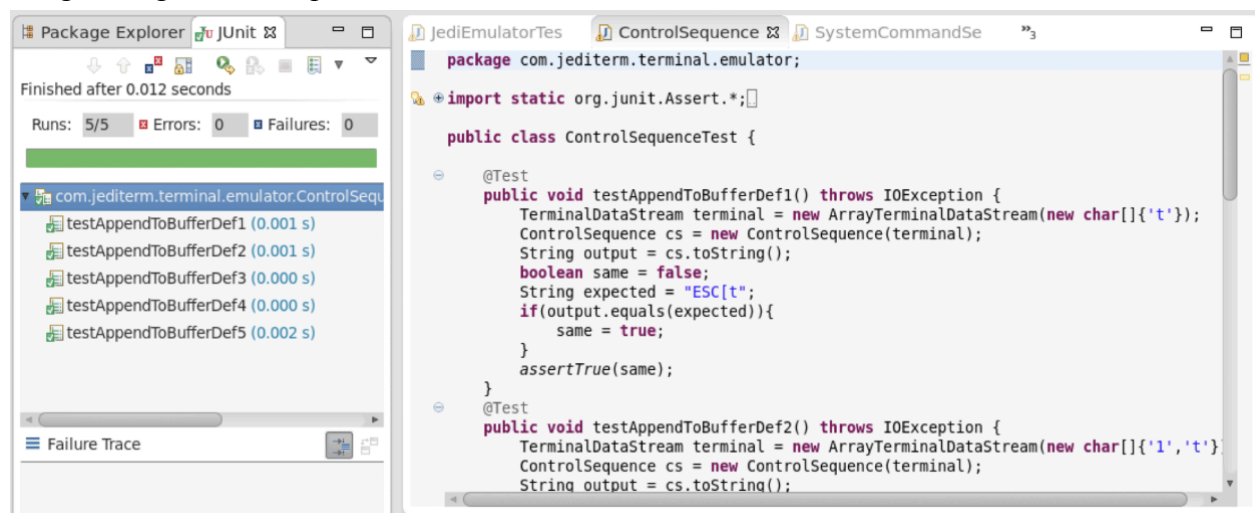 Package Explorer JUnit
Finished after 0.012 seconds
Runs: 5/5 Errors: 0 Failures: 0
com.jediterm.terminal.emulator.ControlSequ
testAppendToBufferDef1 (0.001 s)
testAppendToBufferDef2 (0.001 s)
testAppendToBufferDef3 (0.000 s)
testAppendToBufferDef4 (0.000 s)
testAppendToBufferDef5 (0.002 s)
Failure Trace
JediEmulatorTes ControlSequence SystemCommandSe »3
package com.jediterm.terminal.emulator;
import static org.junit.Assert.*;
public class ControlSequenceTest {
@Test
public void testAppendToBufferDef1() throws IOException {
TerminalDataStream terminal = new ArrayTerminalDataStream(new char[]{'t'});
ControlSequence cs = new ControlSequence(terminal);
String output = cs.toString();
boolean same = false;
String expected = "ESC[t";
if(output.equals(expected)){
same = true;
}
assertTrue(same);
}
@Test
public void testAppendToBufferDef2() throws IOException {
TerminalDataStream terminal = new ArrayTerminalDataStream(new char[]{'1','t'}
ControlSequence cs = new ControlSequence(terminal);
String output = cs.toString();